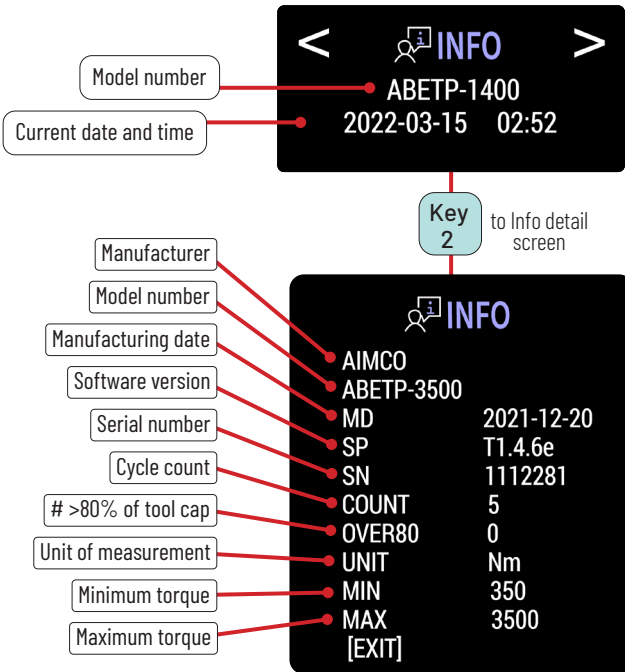 < INFO >
ABETP-1400
2022-03-15 02:52
Model number
Current date and time
Key
2
to Info detail
screen
INFO
Manufacturer
Model number
Manufacturing date
Software version
Serial number
Cycle count
# >80% of tool cap
Unit of measurement
Minimum torque
Maximum torque
AIMCO
ABETP-3500
MD 2021-12-20
SP T1.4.6e
SN 1112281
COUNT 5
OVER80 0
UNIT Nm
MIN 350
MAX 3500
[EXIT]